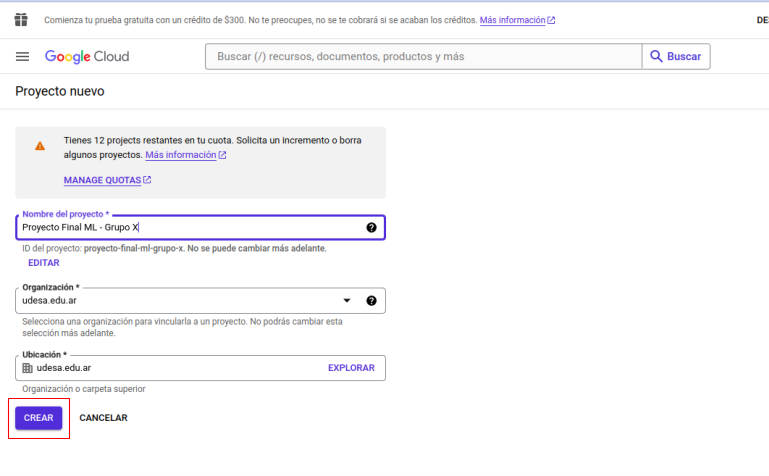 Comienza tu prueba gratuita con un crédito de $300. No te preocupes, no se te cobrará si se acaban los créditos. Más información
Google Cloud
Buscar (/) recursos, documentos, productos y más
Buscar
Proyecto nuevo
Tienes 12 projects restantes en tu cuota. Solicita un incremento o borra
algunos proyectos. Más información
MANAGE QUOTAS
Nombre del proyecto *
Proyecto Final ML - Grupo X
ID del proyecto: proyecto-final-ml-grupo-x. No se puede cambiar más adelante.
EDITAR
Organización *
udesa.edu.ar
Selecciona una organización para vincularla a un proyecto. No podrás cambiar esta
selección más adelante.
Ubicación *
udesa.edu.ar
EXPLORAR
Organización o carpeta superior
CREAR
CANCELAR